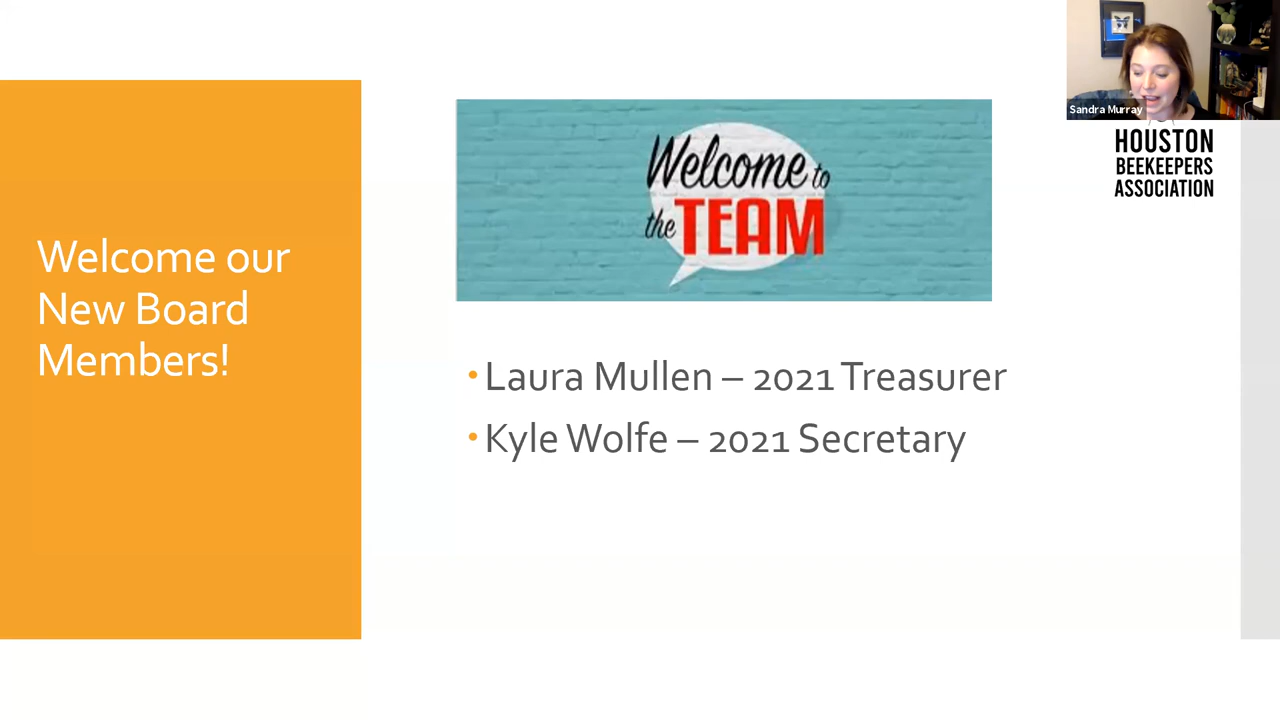 Sandra Murray
HOUSTON
BEEKEEPERS
ASSOCIATION
Welcome to
the TEAM
Welcome our
New Board
Members!
• Laura Mullen – 2021 Treasurer
• Kyle Wolfe – 2021 Secretary